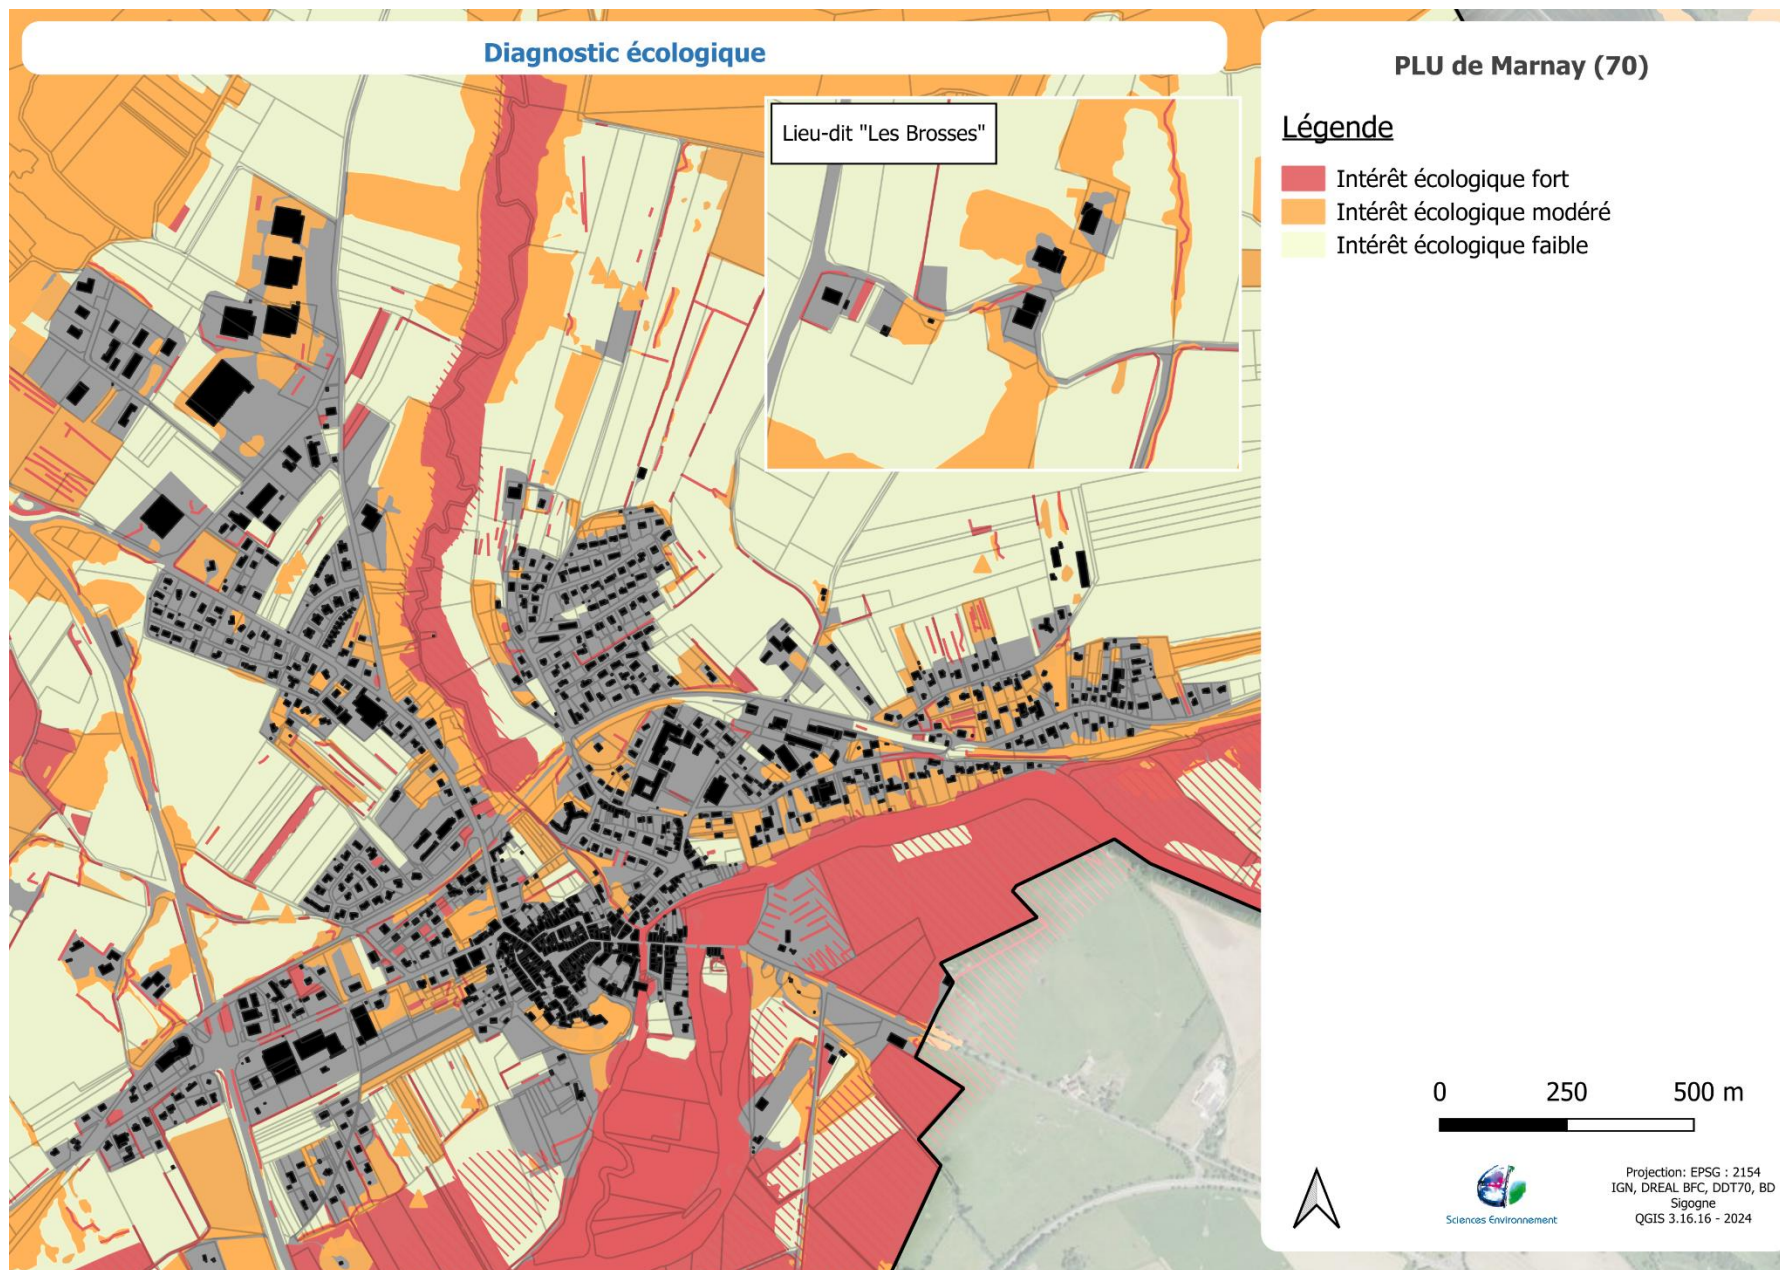 Diagnostic écologique
Lieu-dit "Les Brosses"
PLU de Marnay (70)
Légende
Intérêt écologique fort
Intérêt écologique modéré
Intérêt écologique faible
0 250 500 m
Sciences Environnement
Projection: EPSG : 2154
IGN, DREAL BFC, DDT70, BD
Sigogne
QGIS 3.16.16 - 2024